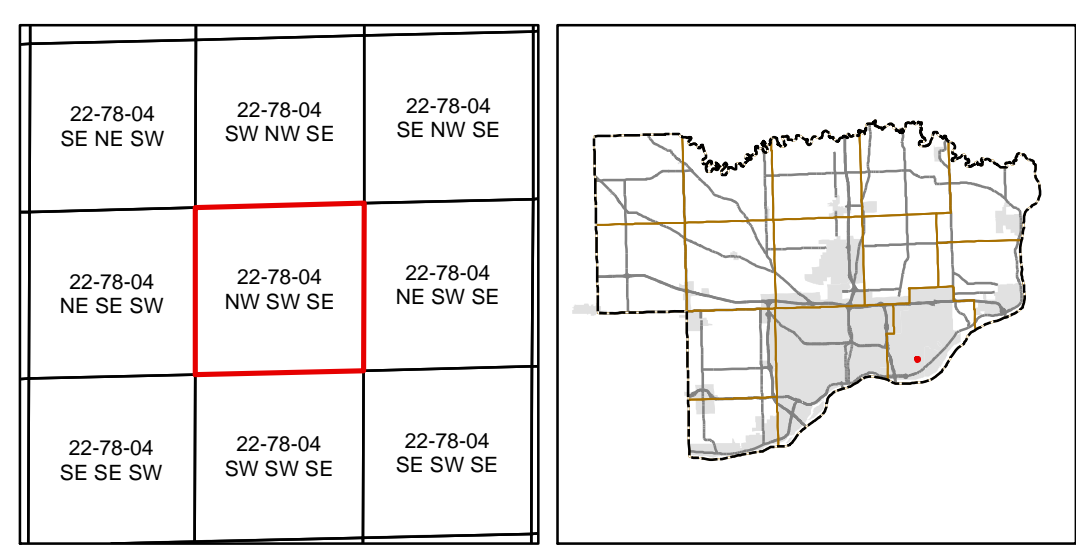 22-78-04
SE NE SW
22-78-04
SW NW SE
22-78-04
SE NW SE
22-78-04
NE SE SW
22-78-04
NW SW SE
22-78-04
NE SW SE
22-78-04
SE SE SW
22-78-04
SW SW SE
22-78-04
SE SW SE